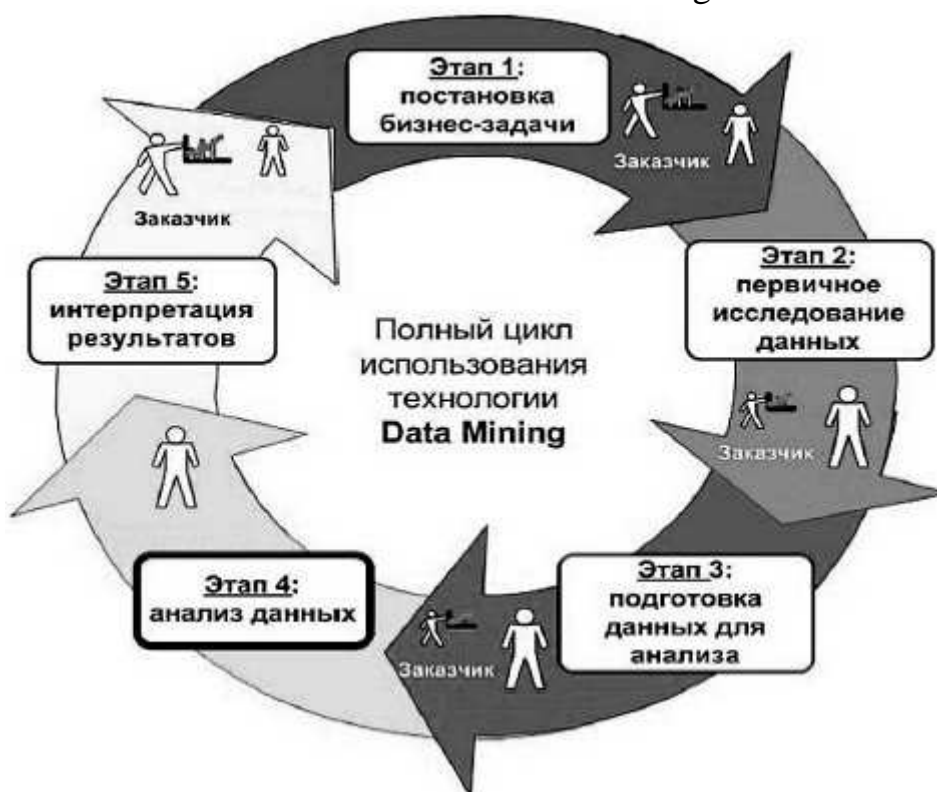 Этап 1:
постановка
бизнес-задачи
Заказчик
Этап 2:
первичное
исследование
данных
Заказчик
Этап 3:
подготовка
данных для
анализа
Заказчик
Этап 4:
анализ данных
Этап 5:
интерпретация
результатов
Заказчик
Полный цикл
использования
технологии
Data Mining